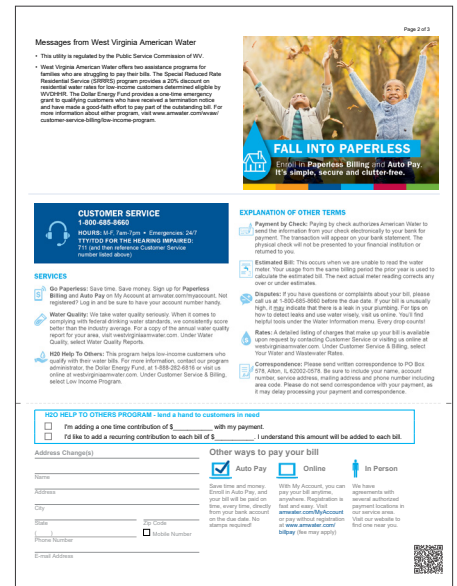 Page 2 of 3
Messages from West Virginia American Water
• This utility is regulated by the Public Service Commission of WV.
• West Virginia American Water offers two assistance programs for
families who are struggling to pay their bills. The Special Reduced Rate
Residential Service (SRRRS) program provides a 20% discount on
residential water rates for low-income customers determined eligible by
WVDHHR. The Dollar Energy Fund provides a one-time emergency
grant to qualifying customers who have received a termination notice
and have made a good-faith effort to pay part of the outstanding bill. For
more information about either program, visit www.amwater.com/wvaw/
customer-service-billing/low-income-program.
FALL INTO PAPERLESS
Enroll in Paperless Billing and Auto Pay.
It's simple, secure and clutter-free.
CUSTOMER SERVICE
1-800-685-8660
HOURS: M-F, 7am-7pm • Emergencies: 24/7
TTY/TDD FOR THE HEARING IMPAIRED:
711 (and then reference Customer Service
number listed above)
SERVICES
Go Paperless: Save time. Save money. Sign up for Paperless
Billing and Auto Pay on My Account at amwater.com/myaccount. Not
registered? Log in and be sure to have your account number handy.
Water Quality: We take water quality seriously. When it comes to
complying with federal drinking water standards, we consistently score
better than the industry average. For a copy of the annual water quality
report for your area, visit westvirginiaamwater.com. Under Water
Quality, select Water Quality Reports.
H20 Help To Others: This program helps low-income customers who
qualify with their water bills. For more information, contact our program
administrator, the Dollar Energy Fund, at 1-888-282-6816 or visit us
online at westvirginiaamwater.com. Under Customer Service & Billing,
select Low Income Program.
EXPLANATION OF OTHER TERMS
Payment by Check: Paying by check authorizes American Water to
send the information from your check electronically to your bank for
payment. The transaction will appear on your bank statement. The
physical check will not be presented to your financial institution or
returned to you.
Estimated Bill: This occurs when we are unable to read the water
meter. Your usage from the same billing period the prior year is used to
calculate the estimated bill. The next actual meter reading corrects any
over or under estimates.
Disputes: If you have questions or complaints about your bill, please
call us at 1-800-685-8660 before the due date. If your bill is unusually
high, it may indicate that there is a leak in your plumbing. For tips on
how to detect leaks and use water wisely, visit us online. You'll find
helpful tools under the Water Information menu. Every drop counts!
Rates: A detailed listing of charges that make up your bill is available
upon request by contacting Customer Service or visiting us online at
westvirginiaamwater.com. Under Customer Service & Billing, select
Your Water and Wastewater Rates.
Correspondence: Please send written correspondence to PO Box
578, Alton, IL 62002-0578. Be sure to include your name, account
number, service address, mailing address and phone number including
area code. Please do not send correspondence with your payment, as
it may delay processing your payment and correspondence.
H2O HELP TO OTHERS PROGRAM - lend a hand to customers in need
I'm adding a one time contribution of $ with my payment.
I'd like to add a recurring contribution to each bill of $ . I understand this amount will be added to each bill.
Address Change(s)
Name
Address
City
State Zip Code
( ) Mobile Number
Phone Number
E-mail Address
Other ways to pay your bill
Auto Pay
Save time and money.
Enroll in Auto Pay, and
your bill will be paid on
time, every time, directly
from your bank account
on the due date. No
stamps required!
Online
With My Account, you can
pay your bill anytime,
anywhere. Registration is
fast and easy. Visit
amwater.com/MyAccount
or pay without registration
at www.amwater.com/
billpay (fee may apply)
In Person
We have
agreements with
several authorized
payment locations in
our service area.
Visit our website to
find one near you.